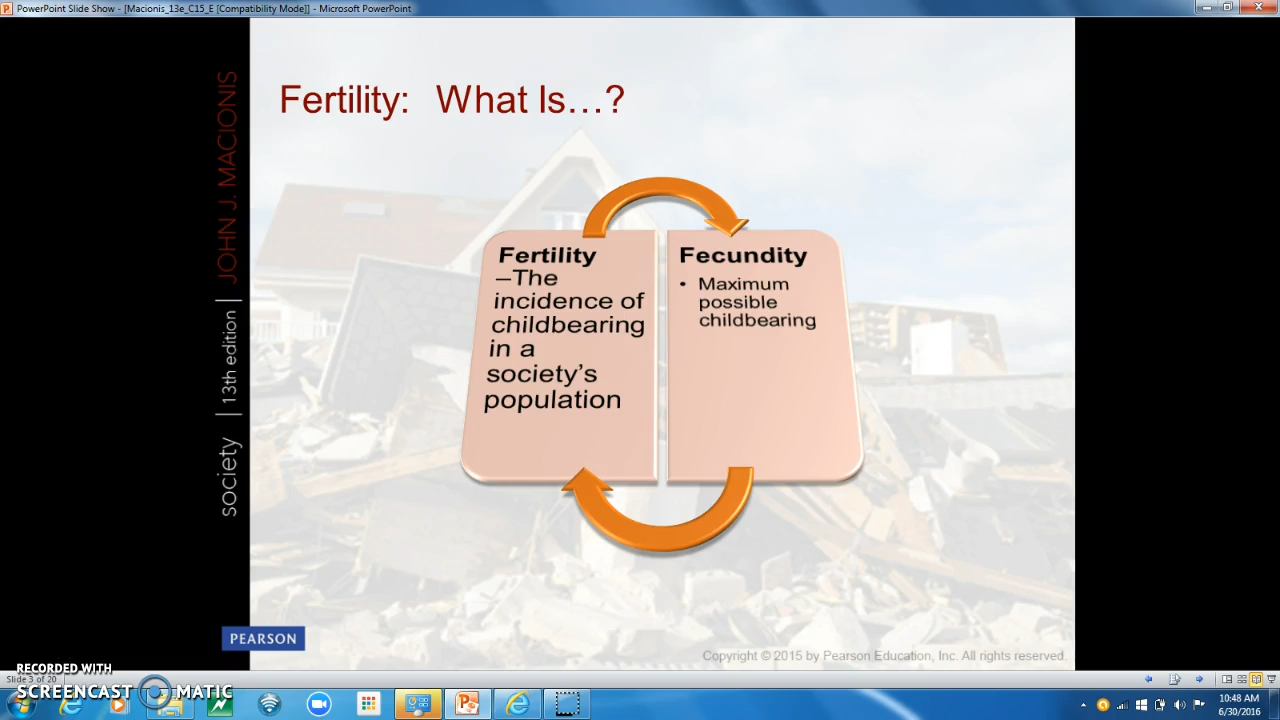 PowerPoint Slide Show - [Macionis_13e_C15_E [Compatibility Mode]] - Microsoft PowerPoint
Fertility: What Is…?
Fertility
–The
incidence of
childbearing
in a
society’s
population
Fecundity
• Maximum
possible
childbearing
society | 13th edition | JOHN J. MACIONIS
PEARSON
Copyright © 2015 by Pearson Education, Inc. All rights reserved.
RECORDED WITH
SCREENCAST MATIC
Slide 3 of 20
10:48 AM
6/30/2016